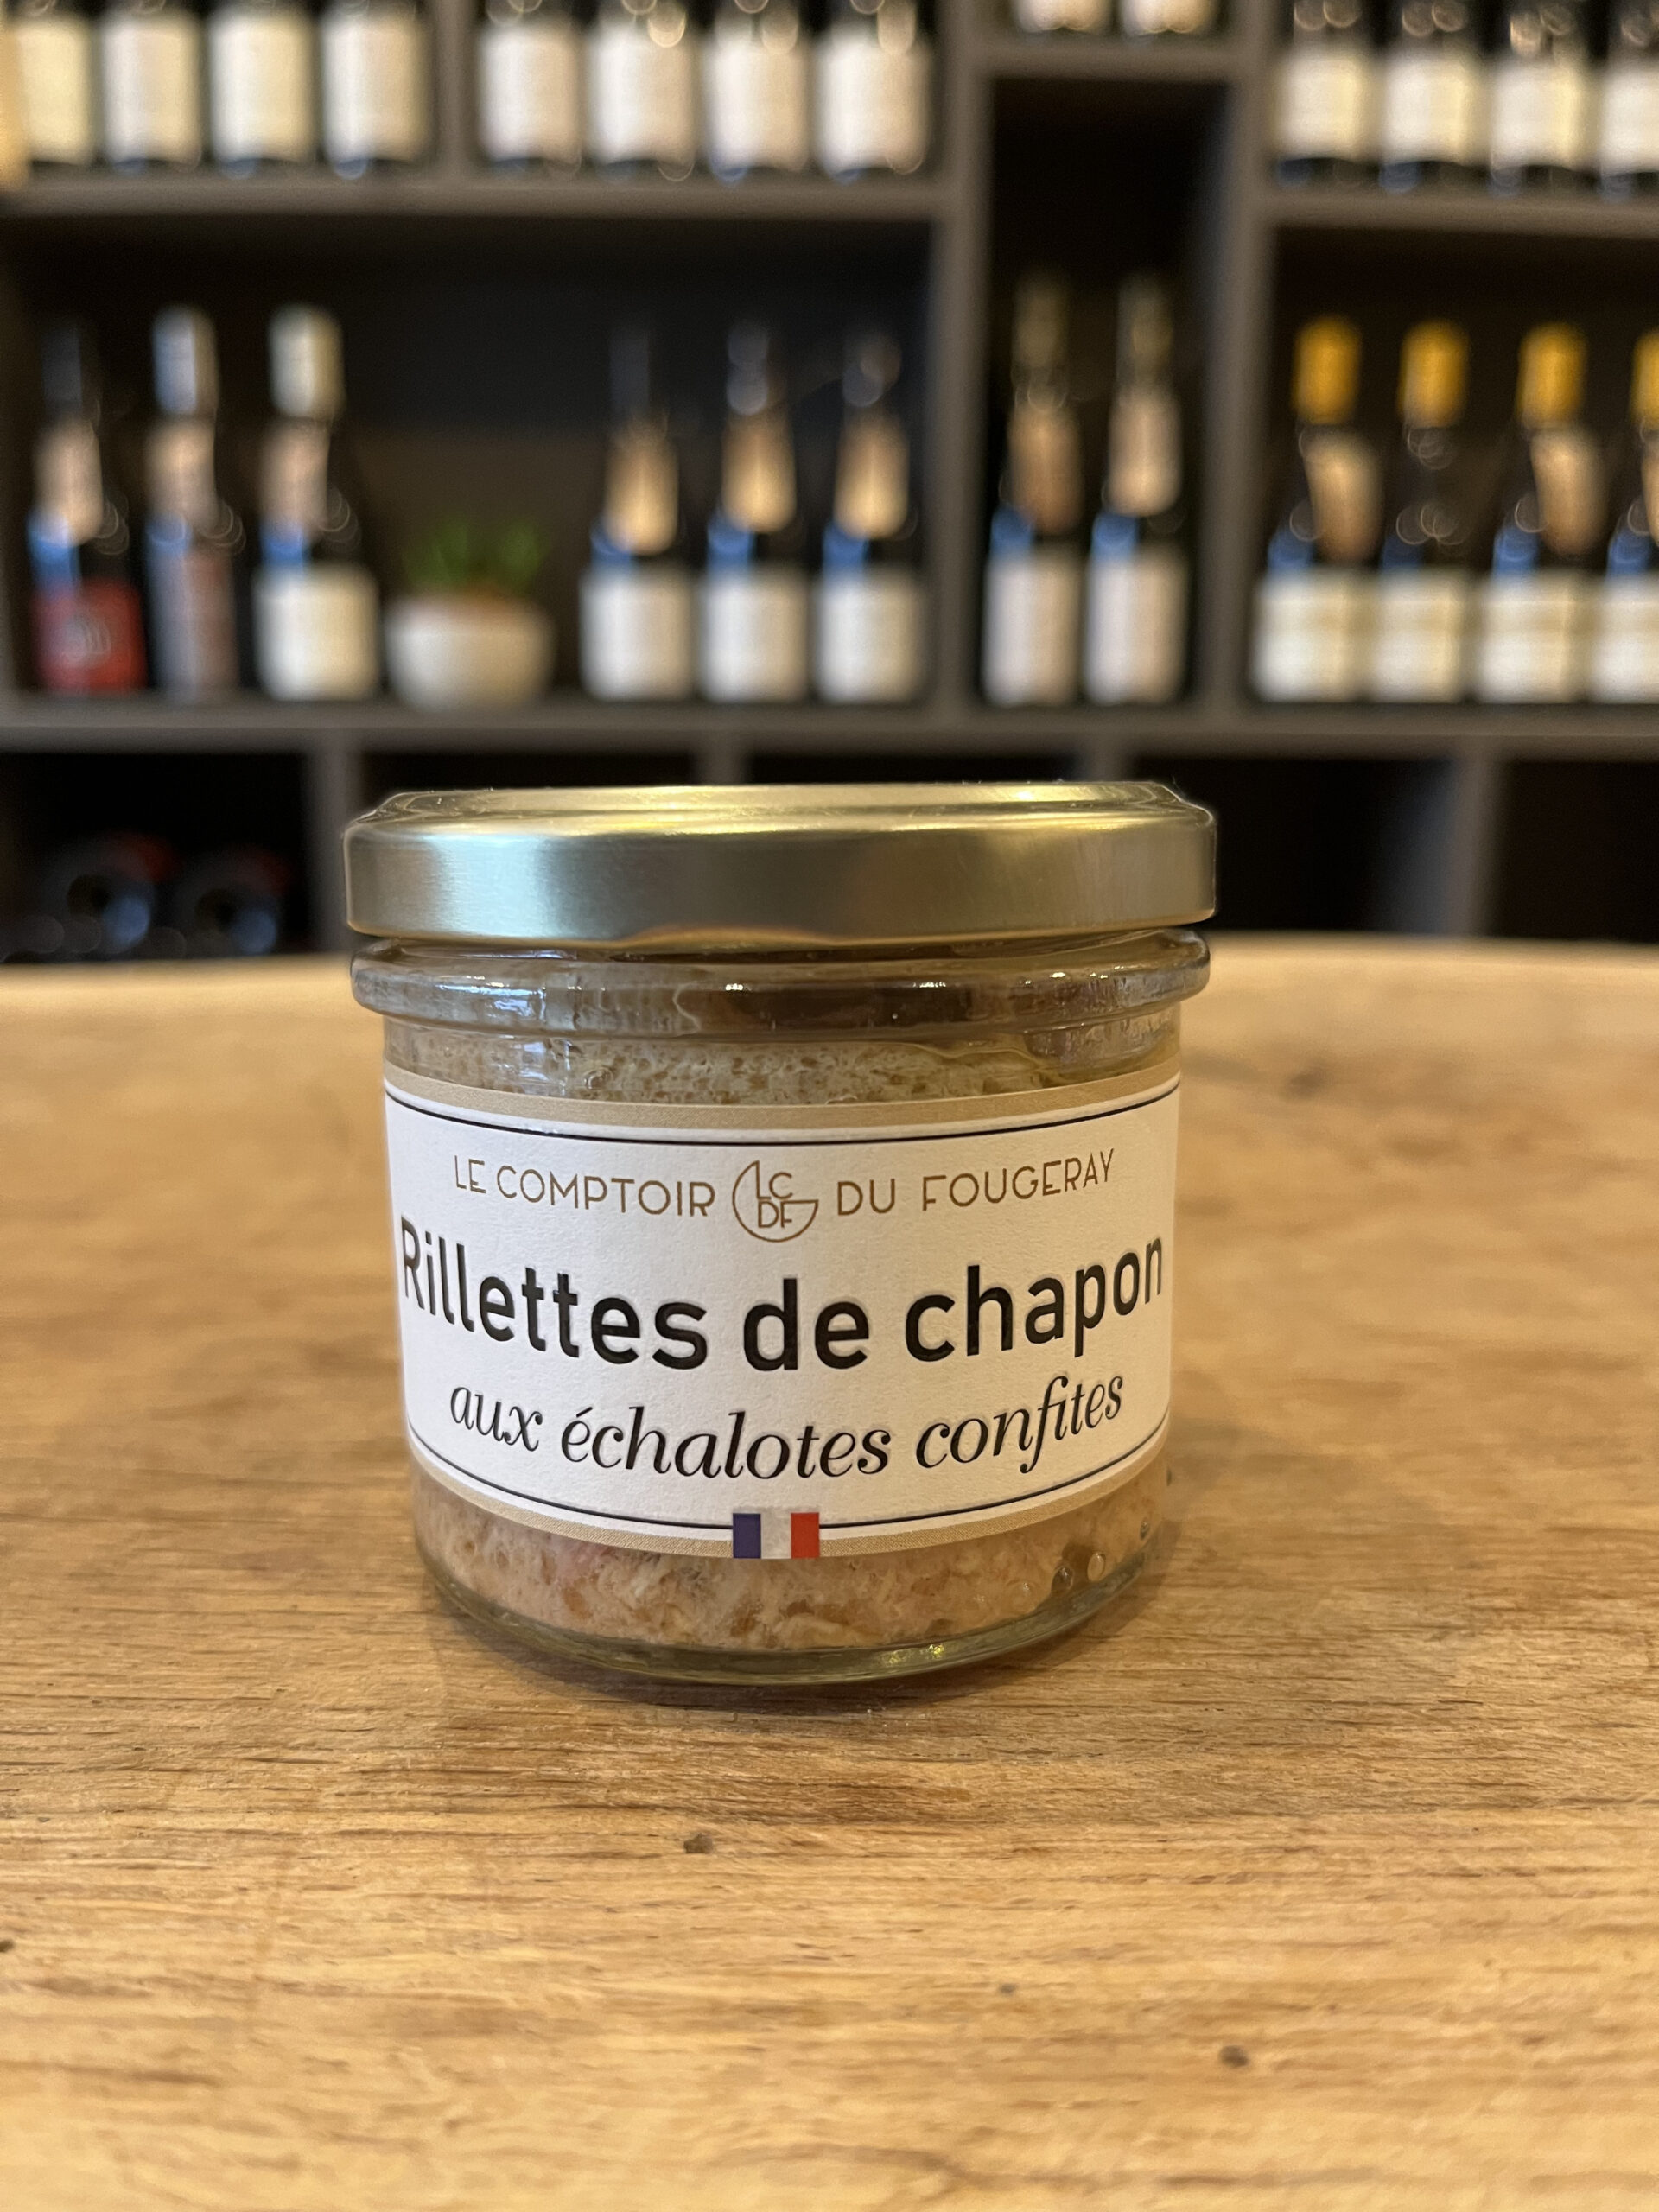 LE COMPTOIR LCDF DU FOUGERAY
Rillettes de chapon
aux échalotes confites